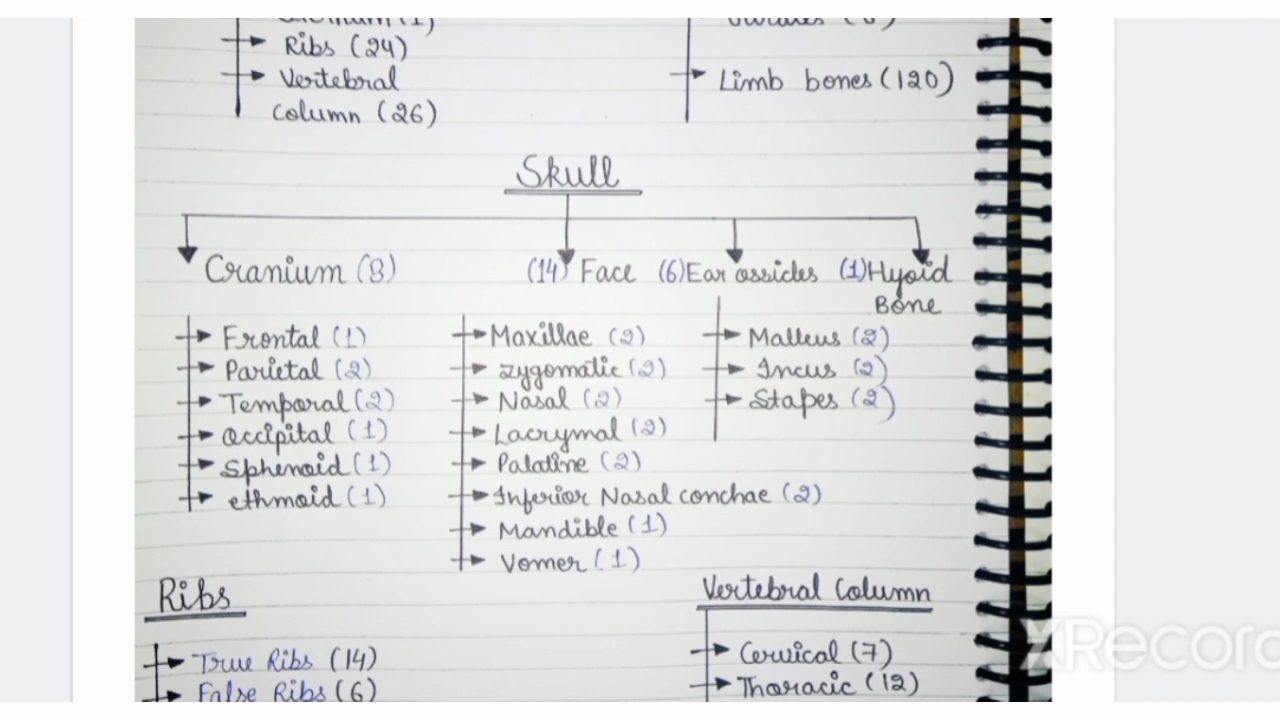 Sternum (1)
Ribs (24)
Vertebral
column (26)
Limb bones (120)
Skull
Cranium (8)
(14) Face
(6) Ear ossicles
(1) Hyoid
Bone
Frontal (1)
Parietal (2)
Temporal (2)
Occipital (1)
Sphenoid (1)
ethmoid (1)
Maxillae (2)
Zygomatic (2)
Nasal (2)
Lacrymal (2)
Palatine (2)
Inferior Nasal conchae (2)
Mandible (1)
Vomer (1)
Malleus (2)
Incus (2)
Stapes (2)
Ribs
True Ribs (14)
False Ribs (6)
Vertebral Column
Cervical (7)
Thoracic (12)
XRecord